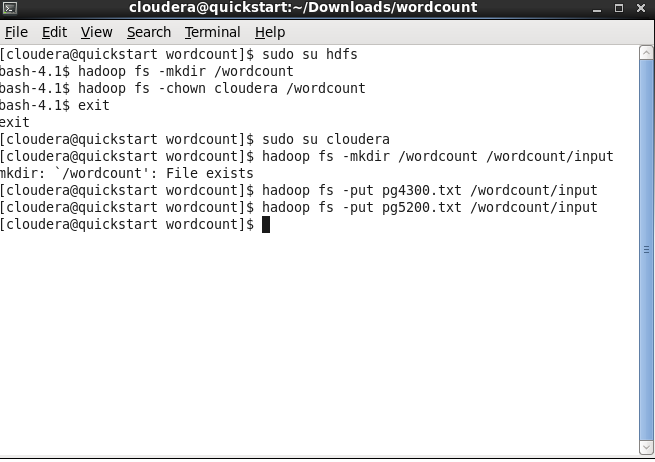 cloudera@quickstart:~/Downloads/wordcount
File Edit View Search Terminal Help
[cloudera@quickstart wordcount]$ sudo su hdfs
bash-4.1$ hadoop fs -mkdir /wordcount
bash-4.1$ hadoop fs -chown cloudera /wordcount
bash-4.1$ exit
exit
[cloudera@quickstart wordcount]$ sudo su cloudera
[cloudera@quickstart wordcount]$ hadoop fs -mkdir /wordcount /wordcount/input
mkdir: `/wordcount': File exists
[cloudera@quickstart wordcount]$ hadoop fs -put pg4300.txt /wordcount/input
[cloudera@quickstart wordcount]$ hadoop fs -put pg5200.txt /wordcount/input
[cloudera@quickstart wordcount]$